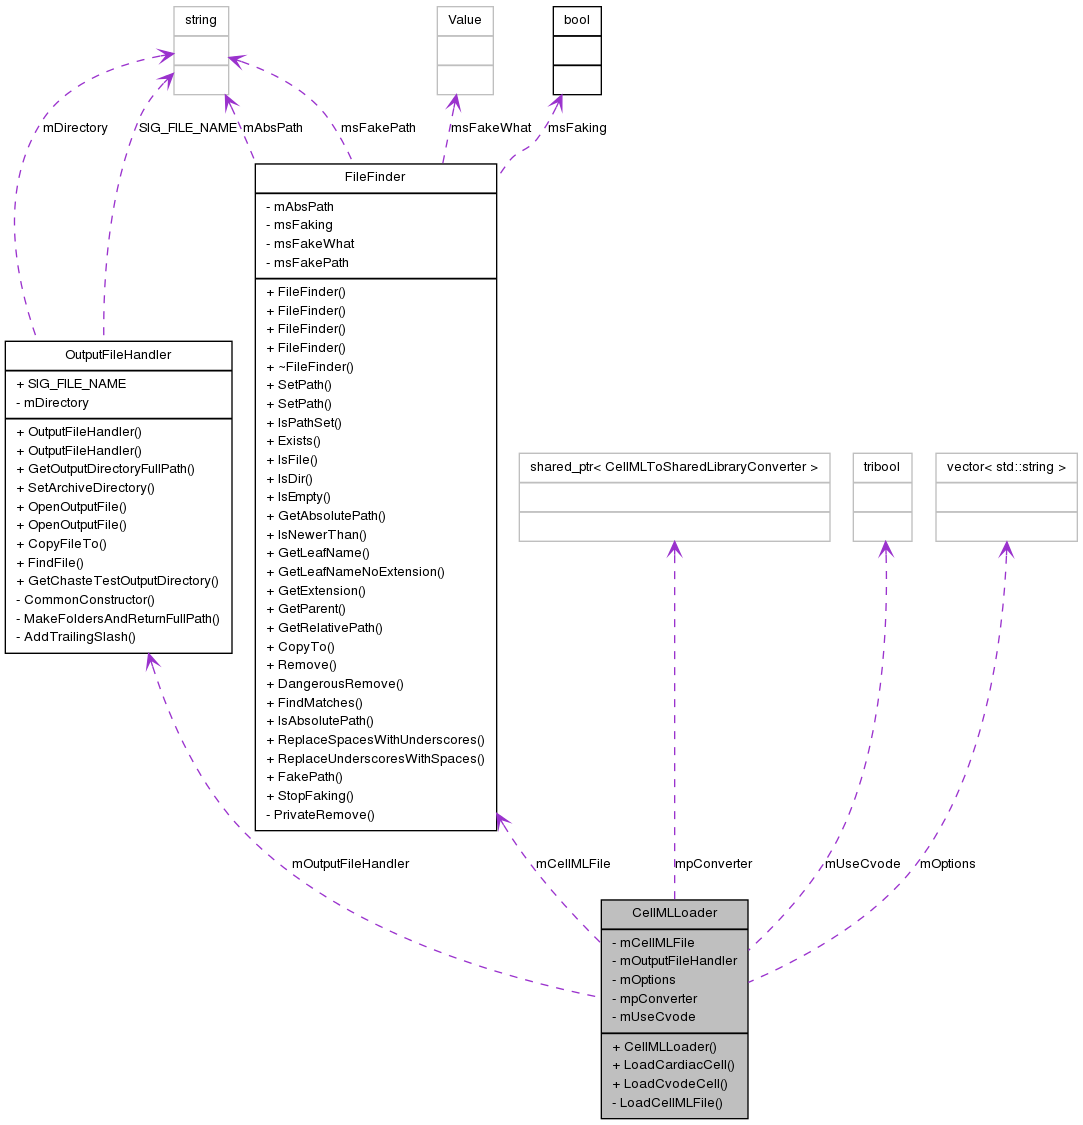 string
Value
bool
mDirectory
SIG_FILE_NAME
mAbsPath
msFakePath
msFakeWhat
msFaking
FileFinder
- mAbsPath
- msFaking
- msFakeWhat
- msFakePath
+ FileFinder()
+ FileFinder()
+ FileFinder()
+ FileFinder()
+ ~FileFinder()
+ SetPath()
+ SetPath()
+ IsPathSet()
+ Exists()
+ IsFile()
+ IsDir()
+ IsEmpty()
+ GetAbsolutePath()
+ IsNewerThan()
+ GetLeafName()
+ GetLeafNameNoExtension()
+ GetExtension()
+ GetParent()
+ GetRelativePath()
+ CopyTo()
+ Remove()
+ DangerousRemove()
+ FindMatches()
+ IsAbsolutePath()
+ ReplaceSpacesWithUnderscores()
+ ReplaceUnderscoresWithSpaces()
+ FakePath()
+ StopFaking()
- PrivateRemove()
OutputFileHandler
+ SIG_FILE_NAME
- mDirectory
+ OutputFileHandler()
+ OutputFileHandler()
+ GetOutputDirectoryFullPath()
+ SetArchiveDirectory()
+ OpenOutputFile()
+ OpenOutputFile()
+ CopyFileTo()
+ FindFile()
+ GetChasteTestOutputDirectory()
- CommonConstructor()
- MakeFoldersAndReturnFullPath()
- AddTrailingSlash()
shared_ptr< CellMLToSharedLibraryConverter >
tribool
vector< std::string >
mOutputFileHandler
mCellMLFile
mpConverter
mUseCvode
mOptions
CellMLLoader
- mCellMLFile
- mOutputFileHandler
- mOptions
- mpConverter
- mUseCvode
+ CellMLLoader()
+ LoadCardiacCell()
+ LoadCvodeCell()
- LoadCellMLFile()